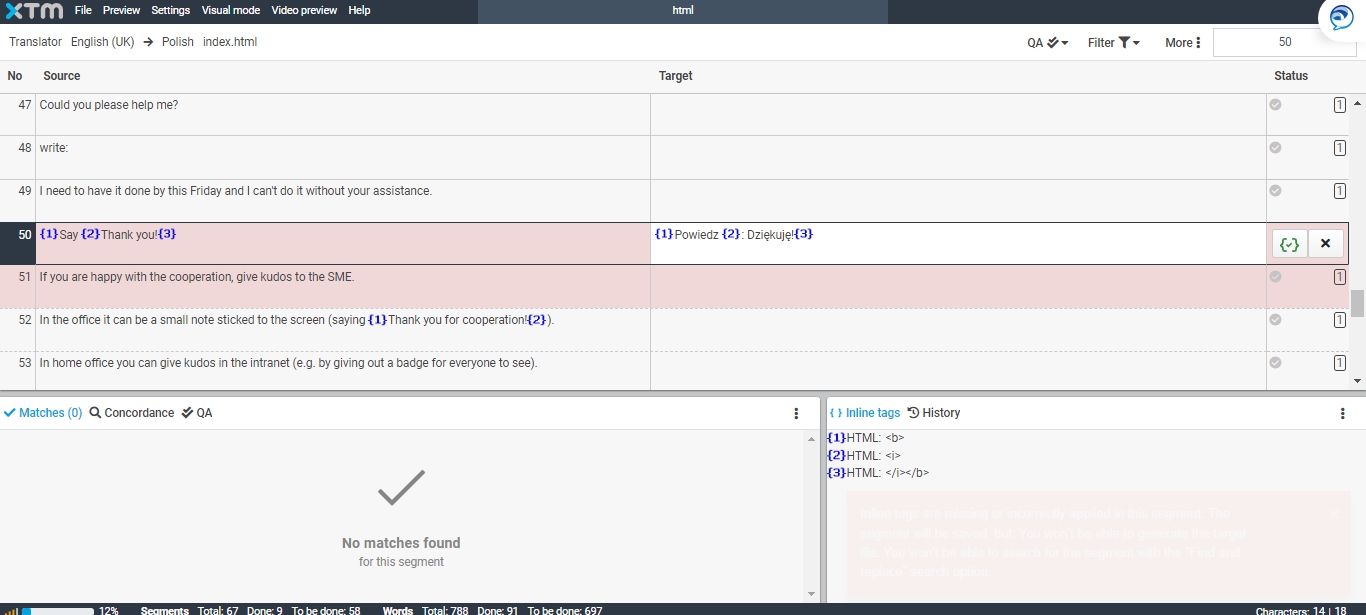 XTM File Preview Settings Visual mode Video preview Help html
Translator English (UK) → Polish index.html QA Filter More 50
No Source Target Status
47 Could you please help me? 1
48 write: 1
49 I need to have it done by this Friday and I can't do it without your assistance. 1
50 {1}Say {2}Thank you!{3} {1}Powiedz {2}: Dziękuję!{3}
51 If you are happy with the cooperation, give kudos to the SME. 1
52 In the office it can be a small note sticked to the screen (saying {1}Thank you for cooperation!{2}). 1
53 In home office you can give kudos in the intranet (e.g. by giving out a badge for everyone to see). 1
Matches (0) Concordance QA
{ } Inline tags History
{1}HTML: <b>
{2}HTML: <i>
{3}HTML: </i></b>
No matches found
for this segment
12% Segments Total: 67 Done: 9 To be done: 58 Words Total: 788 Done: 91 To be done: 697 Characters: 14 | 18